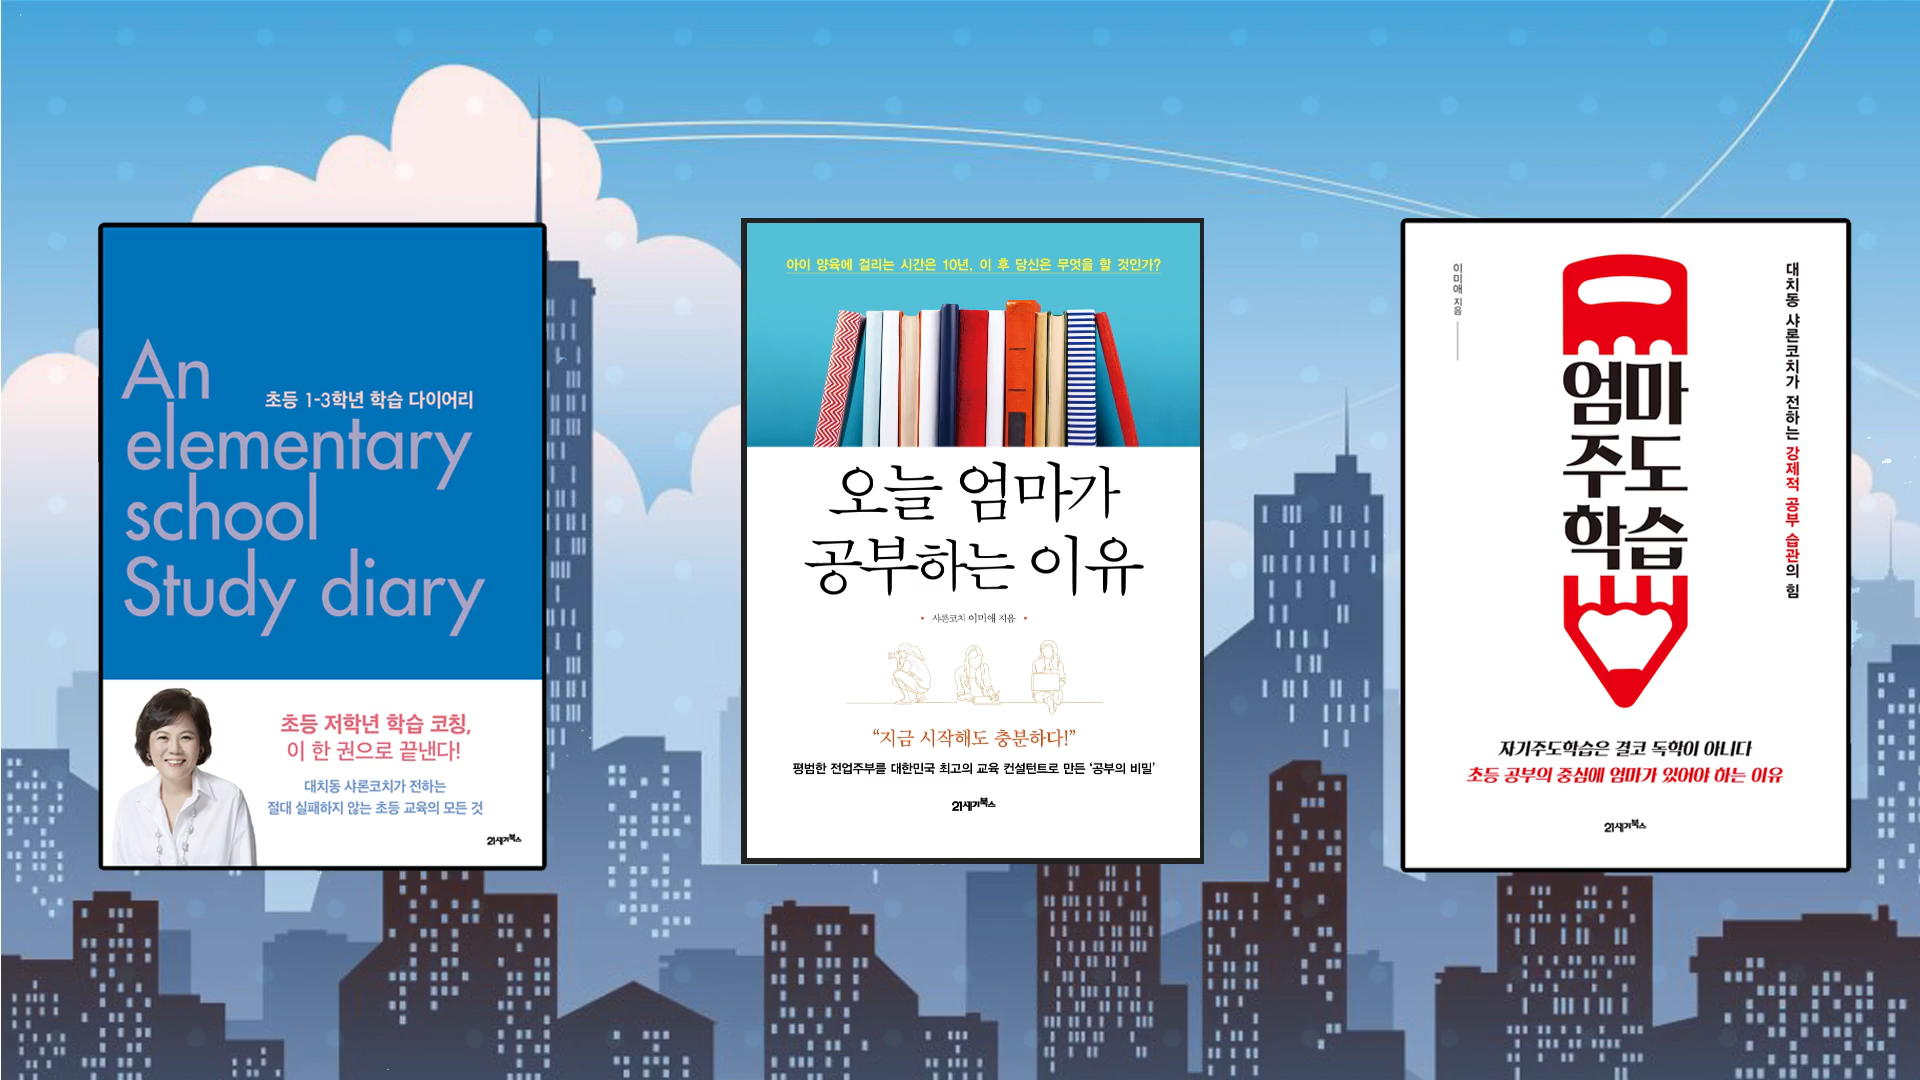 An
초등 1-3학년 학습 다이어리
elementary
school
Study diary
초등 저학년 학습 코칭,
이 한 권으로 끝낸다!
대치동 샤론코치가 전하는
절대 실패하지 않는 초등 교육의 모든 것
21세기북스
아이 양육에 걸리는 시간은 10년, 이 후 당신은 무엇을 할 것인가?
오늘 엄마가
공부하는 이유
• 샤론코치 이미애 지음 •
“지금 시작해도 충분하다!”
평범한 전업주부를 대한민국 최고의 교육 컨설턴트로 만든 ‘공부의 비밀’
21세기북스
이미애 지음
대치동 샤론코치가 전하는 강제적 공부 습관의 힘
엄마
주도
학습
자기주도학습은 결코 독학이 아니다
초등 공부의 중심에 엄마가 있어야 하는 이유
21세기북스